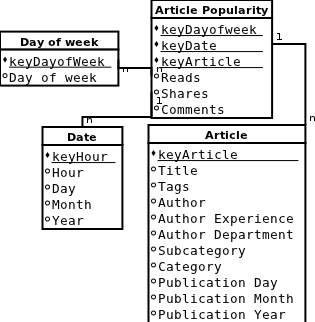 Article Popularity
keyDayofweek
keyDate
keyArticle
Reads
Shares
Comments
Day of week
keyDayofWeek
Day of week
n
n
1
1
n
n
Date
keyHour
Hour
Day
Month
Year
Article
keyArticle
Title
Tags
Author
Author Experience
Author Department
Subcategory
Category
Publication Day
Publication Month
Publication Year